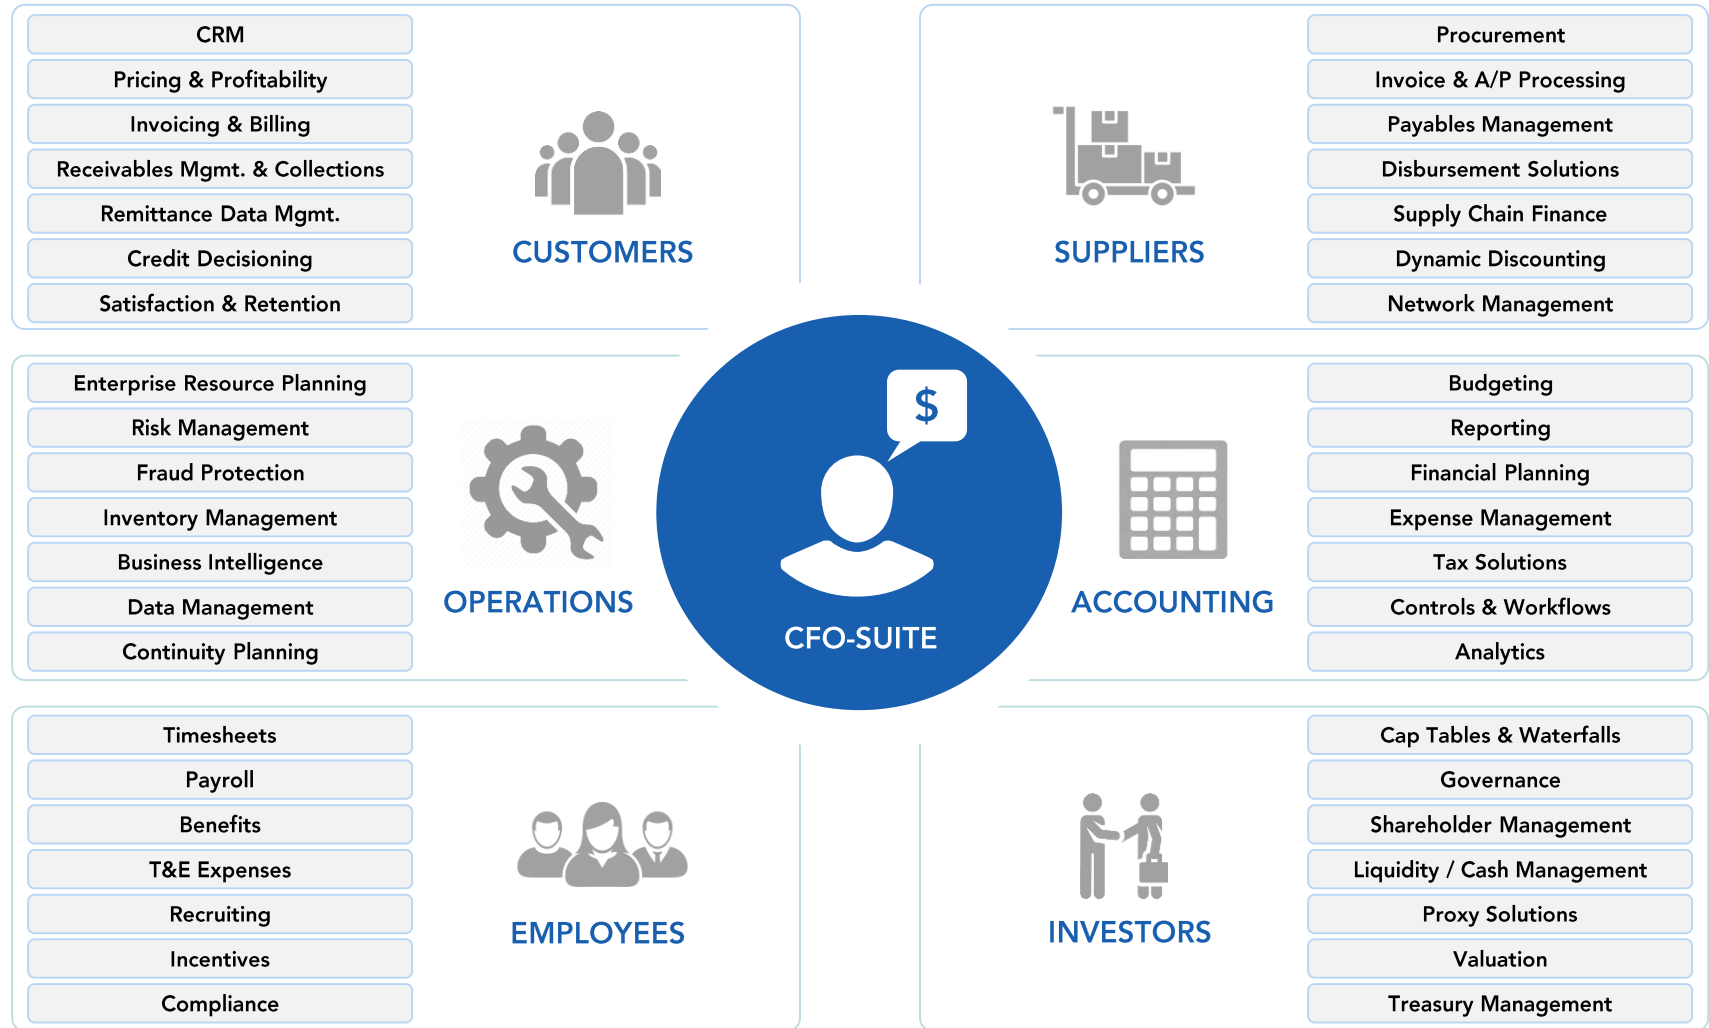 CRM
Pricing & Profitability
Invoicing & Billing
Receivables Mgmt. & Collections
Remittance Data Mgmt.
Credit Decisioning
Satisfaction & Retention
CUSTOMERS
SUPPLIERS
Procurement
Invoice & A/P Processing
Payables Management
Disbursement Solutions
Supply Chain Finance
Dynamic Discounting
Network Management
Enterprise Resource Planning
Risk Management
Fraud Protection
Inventory Management
Business Intelligence
Data Management
Continuity Planning
OPERATIONS
$
CFO-SUITE
ACCOUNTING
Budgeting
Reporting
Financial Planning
Expense Management
Tax Solutions
Controls & Workflows
Analytics
Timesheets
Payroll
Benefits
T&E Expenses
Recruiting
Incentives
Compliance
EMPLOYEES
INVESTORS
Cap Tables & Waterfalls
Governance
Shareholder Management
Liquidity / Cash Management
Proxy Solutions
Valuation
Treasury Management